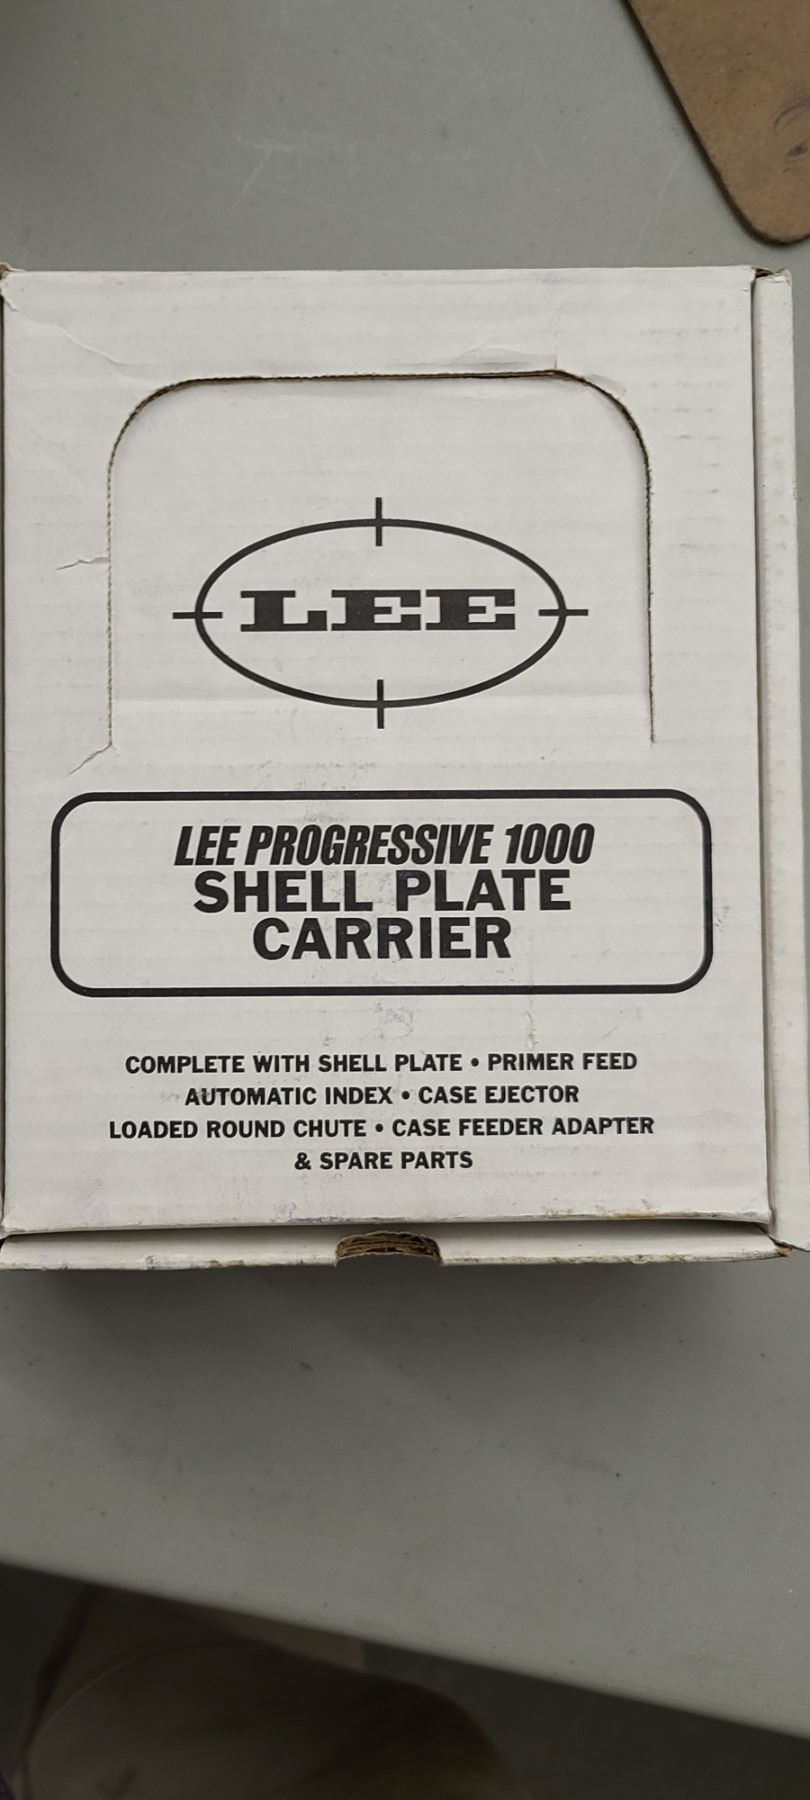 LEE
LEE PROGRESSIVE 1000
SHELL PLATE
CARRIER
COMPLETE WITH SHELL PLATE • PRIMER FEED
AUTOMATIC INDEX • CASE EJECTOR
LOADED ROUND CHUTE • CASE FEEDER ADAPTER
& SPARE PARTS